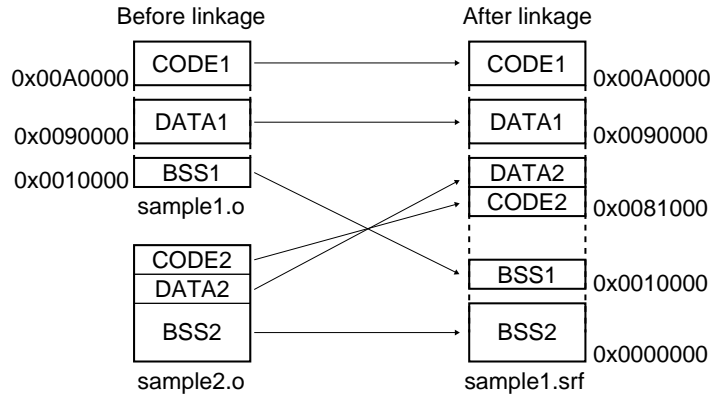 Before linkage
After linkage
CODE1
0x00A0000
DATA1
0x0090000
BSS1
0x0010000
sample1.o
CODE2
DATA2
BSS2
sample2.o
CODE1
0x00A0000
DATA1
0x0090000
DATA2
CODE2
0x0081000
BSS1
0x0010000
BSS2
0x0000000
sample1.srf